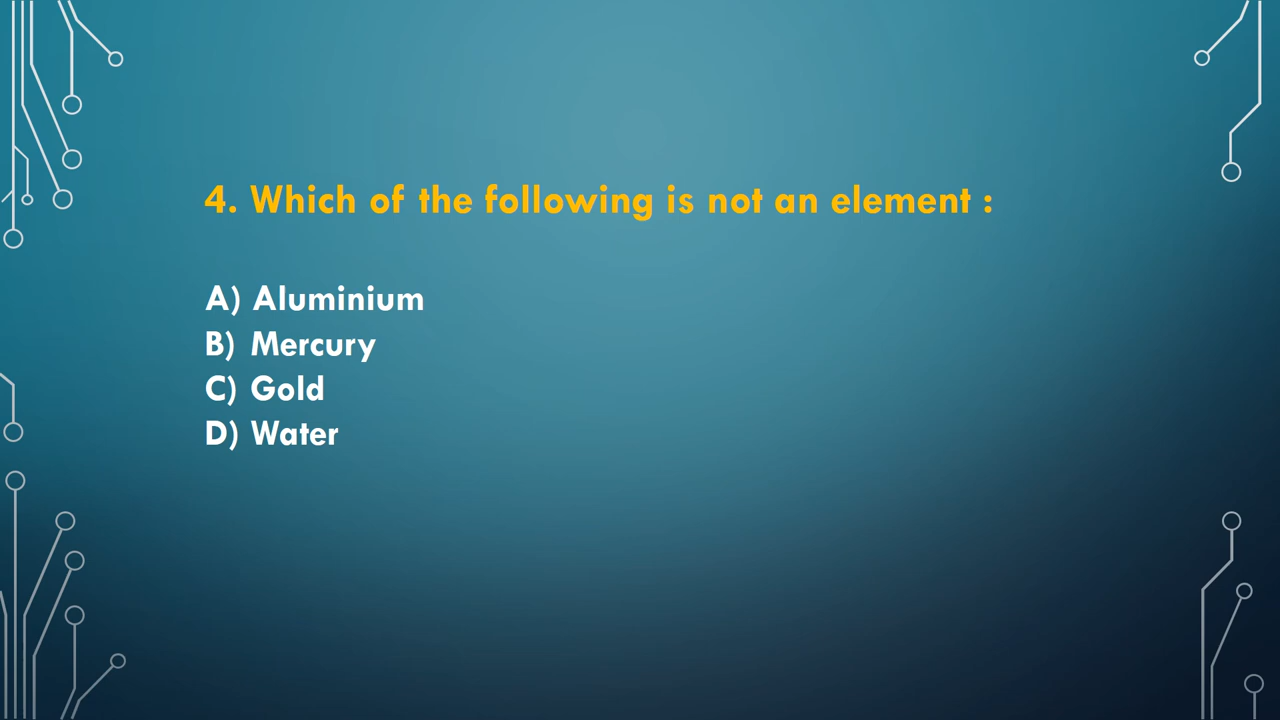 4. Which of the following is not an element :
A) Aluminium
B) Mercury
C) Gold
D) Water